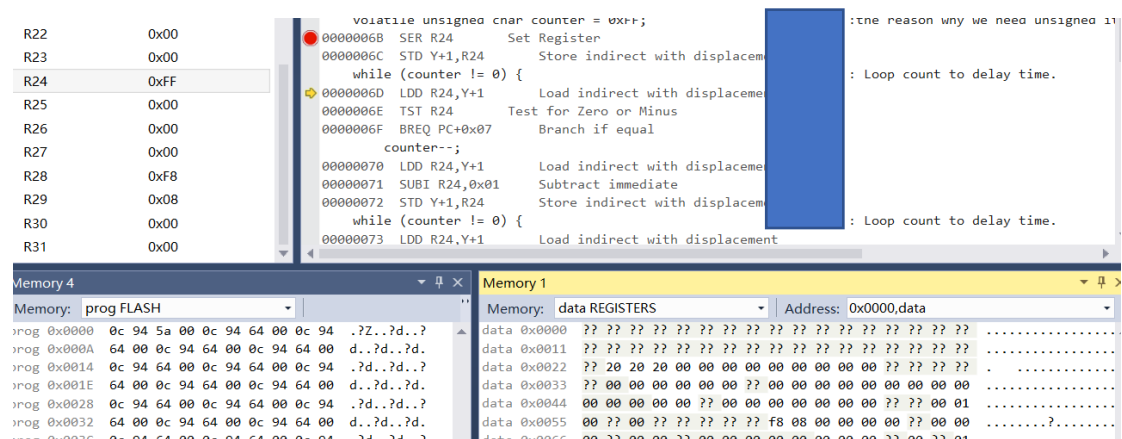 volatile unsigned char counter = 0xFF; :the reason why we need unsigned
R22 0x00
0000006B SER R24 Set Register
R23 0x00
0000006C STD Y+1,R24 Store indirect with
R24 0xFF
while (counter != 0) { : Loop count to delay time.
0000006D LDD R24,Y+1 Load indirect with
R25 0x00
0000006E TST R24 Test for Zero or Minus
R26 0x00
0000006F BREQ PC+0x07 Branch if equal
R27 0x00
counter--;
R28 0xF8
00000070 LDD R24,Y+1 Load indirect with
00000071 SUBI R24,0x01 Subtract immediate
R29 0x08
00000072 STD Y+1,R24 Store indirect with
R30 0x00
while (counter != 0) { : Loop count to delay time.
R31 0x00
00000073 LDD R24,Y+1 Load indirect with displacement
Memory 4
Memory: prog FLASH
prog 0x0000 0c 94 5a 00 0c 94 64 00 0c 94 .?Z..?d..?
prog 0x000A 64 00 0c 94 64 00 0c 94 64 00 d..?d..?d.
prog 0x0014 0c 94 64 00 0c 94 64 00 0c 94 .?d..?d..?
prog 0x001E 64 00 0c 94 64 00 0c 94 64 00 d..?d..?d.
prog 0x0028 0c 94 64 00 0c 94 64 00 0c 94 .?d..?d..?
prog 0x0032 64 00 0c 94 64 00 0c 94 64 00 d..?d..?d.
Memory 1
Memory: data REGISTERS Address: 0x0000,data
data 0x0000 ?? ?? ?? ?? ?? ?? ?? ?? ?? ?? ?? ?? ?? ?? ?? ?? ?? .................
data 0x0011 ?? ?? ?? ?? ?? ?? ?? ?? ?? ?? ?? ?? ?? ?? ?? ?? ?? .................
data 0x0022 ?? 20 20 20 00 00 00 00 00 00 00 00 00 ?? ?? ?? ?? .   .............
data 0x0033 ?? 00 00 00 00 00 00 ?? 00 00 00 00 00 00 00 00 00 .................
data 0x0044 00 00 00 00 00 ?? 00 00 00 00 00 00 00 ?? ?? 00 01 .................
data 0x0055 00 ?? 00 ?? ?? ?? ?? ?? f8 08 00 00 00 00 ?? 00 00 ........?........